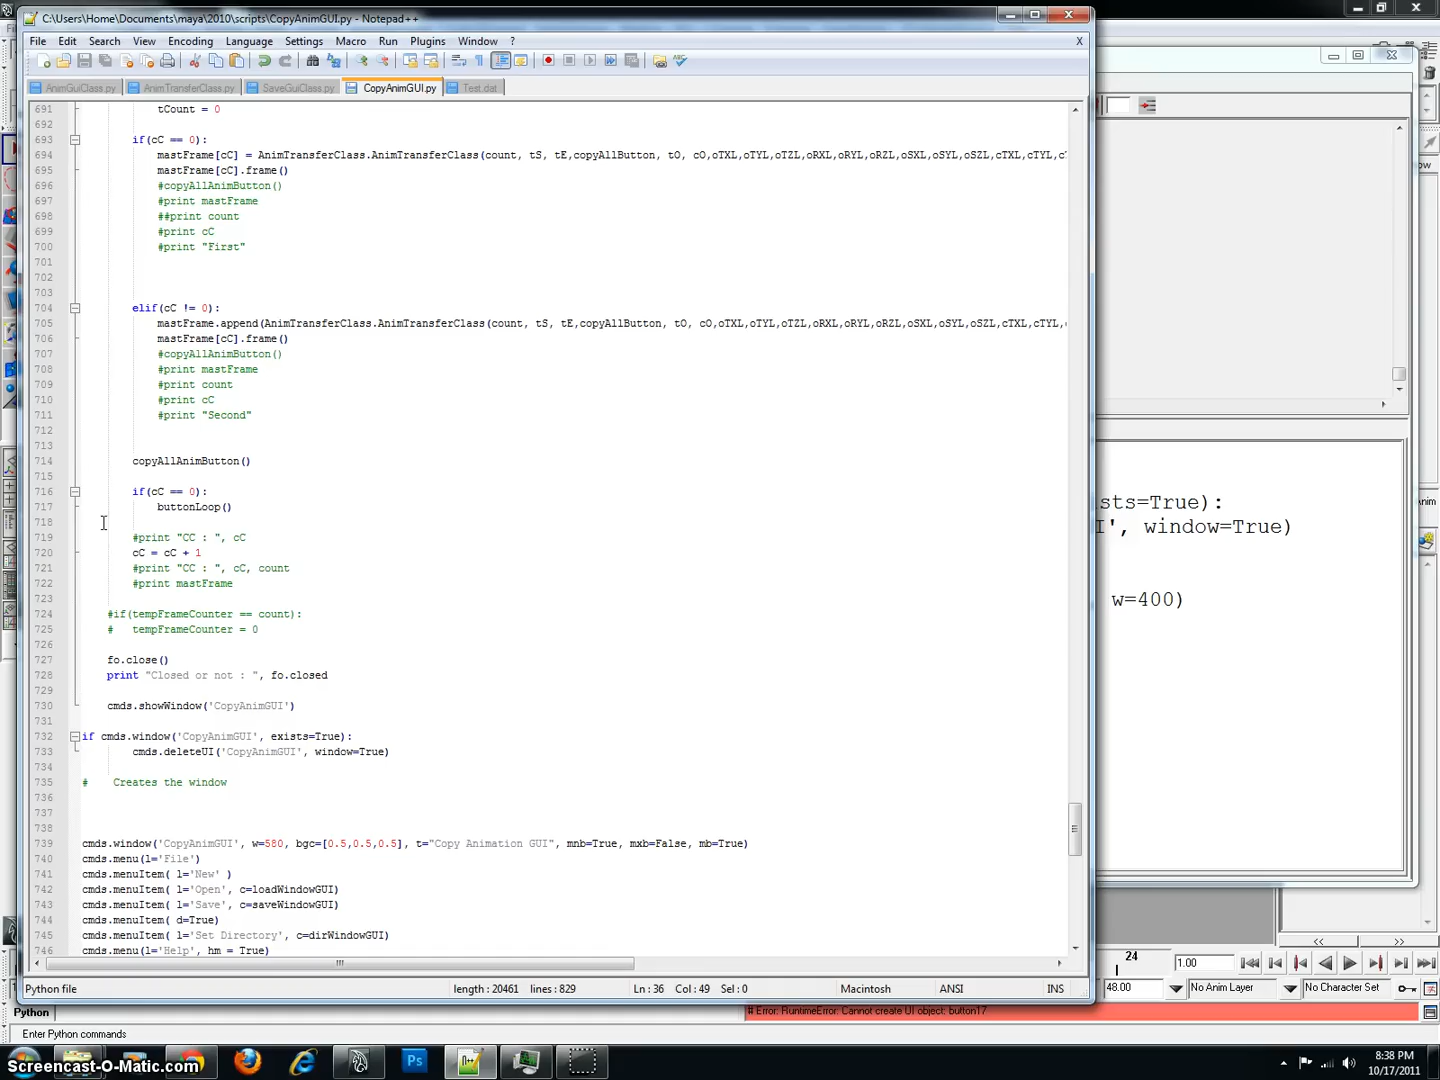 C:\Users\Home\Documents\maya\2010\scripts\CopyAnimGUI.py - Notepad++
File Edit Search View Encoding Language Settings Macro Run Plugins Window ? X
AnimGuiClass.py AnimTransferClass.py SaveGuiClass.py CopyAnimGUI.py Test.dat
691 tCount = 0
692
693 if(cC == 0):
694 mastFrame[cC] = AnimTransferClass.AnimTransferClass(count, tS, tE,copyAllButton, tO, cO,oTXL,oTYL,oTZL,oRXL,oRYL,oRZL,oSXL,oSYL,oSZL,cTXL,cTYL,cT
695 mastFrame[cC].frame()
696 #copyAllAnimButton()
697 #print mastFrame
698 ##print count
699 #print cC
700 #print "First"
701
702
703
704 elif(cC != 0):
705 mastFrame.append(AnimTransferClass.AnimTransferClass(count, tS, tE,copyAllButton, tO, cO,oTXL,oTYL,oTZL,oRXL,oRYL,oRZL,oSXL,oSYL,oSZL,cTXL,cTYL,
706 mastFrame[cC].frame()
707 #copyAllAnimButton()
708 #print mastFrame
709 #print count
710 #print cC
711 #print "Second"
712
713
714 copyAllAnimButton()
715
716 if(cC == 0):
717 buttonLoop()
718
719 #print "CC : ", cC
720 cC = cC + 1
721 #print "CC : ", cC, count
722 #print mastFrame
723
724 #if(tempFrameCounter == count):
725 # tempFrameCounter = 0
726
727 fo.close()
728 print "Closed or not : ", fo.closed
729
730 cmds.showWindow('CopyAnimGUI')
731
732 if cmds.window('CopyAnimGUI', exists=True):
733 cmds.deleteUI('CopyAnimGUI', window=True)
734
735 # Creates the window
736
737
738
739 cmds.window('CopyAnimGUI', w=580, bgc=[0.5,0.5,0.5], t="Copy Animation GUI", mnb=True, mxb=False, mb=True)
740 cmds.menu(l='File')
741 cmds.menuItem( l='New' )
742 cmds.menuItem( l='Open', c=loadWindowGUI)
743 cmds.menuItem( l='Save', c=saveWindowGUI)
744 cmds.menuItem( d=True)
745 cmds.menuItem( l='Set Directory', c=dirWindowGUI)
746 cmds.menu(l='Help', hm = True)
Python file length : 20461 lines : 829 Ln : 36 Col : 49 Sel : 0 Macintosh ANSI INS
sts=True):
I', window=True)
w=400)
ow
Anim
<< >>
24 1.00
48.00 No Anim Layer No Character Set
Python # Error: RuntimeError: Cannot create UI object: button17
Enter Python commands
Ps
Screencast-O-Matic.com
8:38 PM
10/17/2011